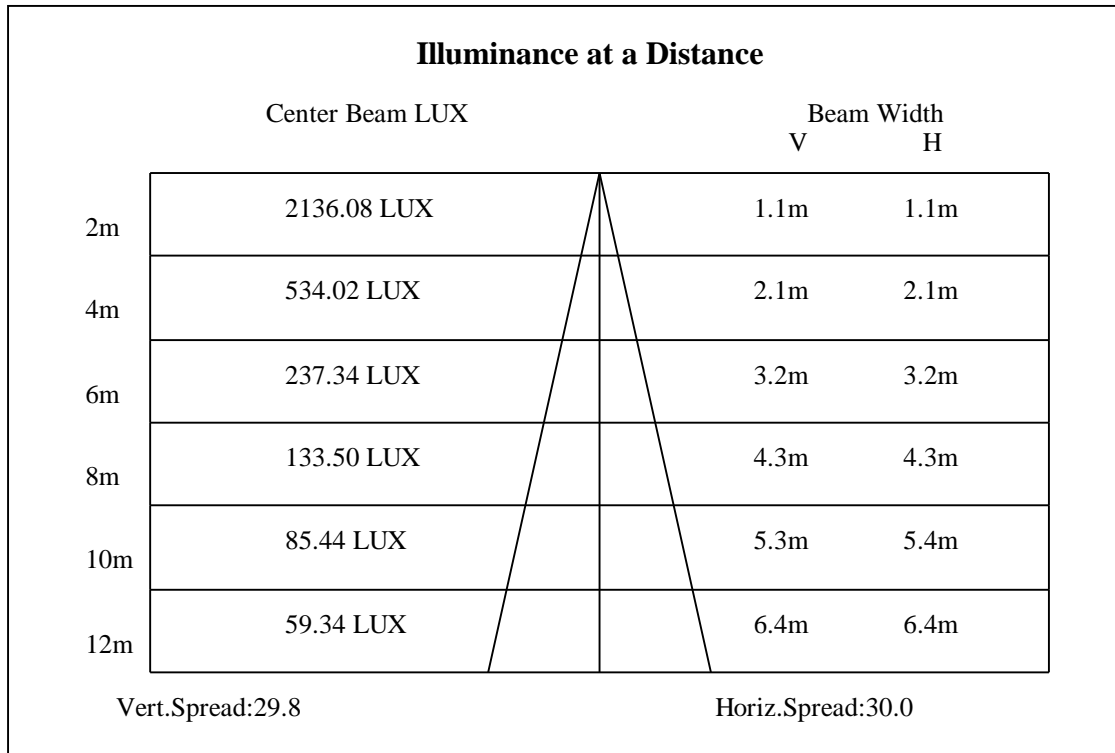 Illuminance at a Distance
Center Beam LUX Beam Width
V H
2m 2136.08 LUX 1.1m 1.1m
4m 534.02 LUX 2.1m 2.1m
6m 237.34 LUX 3.2m 3.2m
8m 133.50 LUX 4.3m 4.3m
10m 85.44 LUX 5.3m 5.4m
12m 59.34 LUX 6.4m 6.4m
Vert.Spread:29.8 Horiz.Spread:30.0